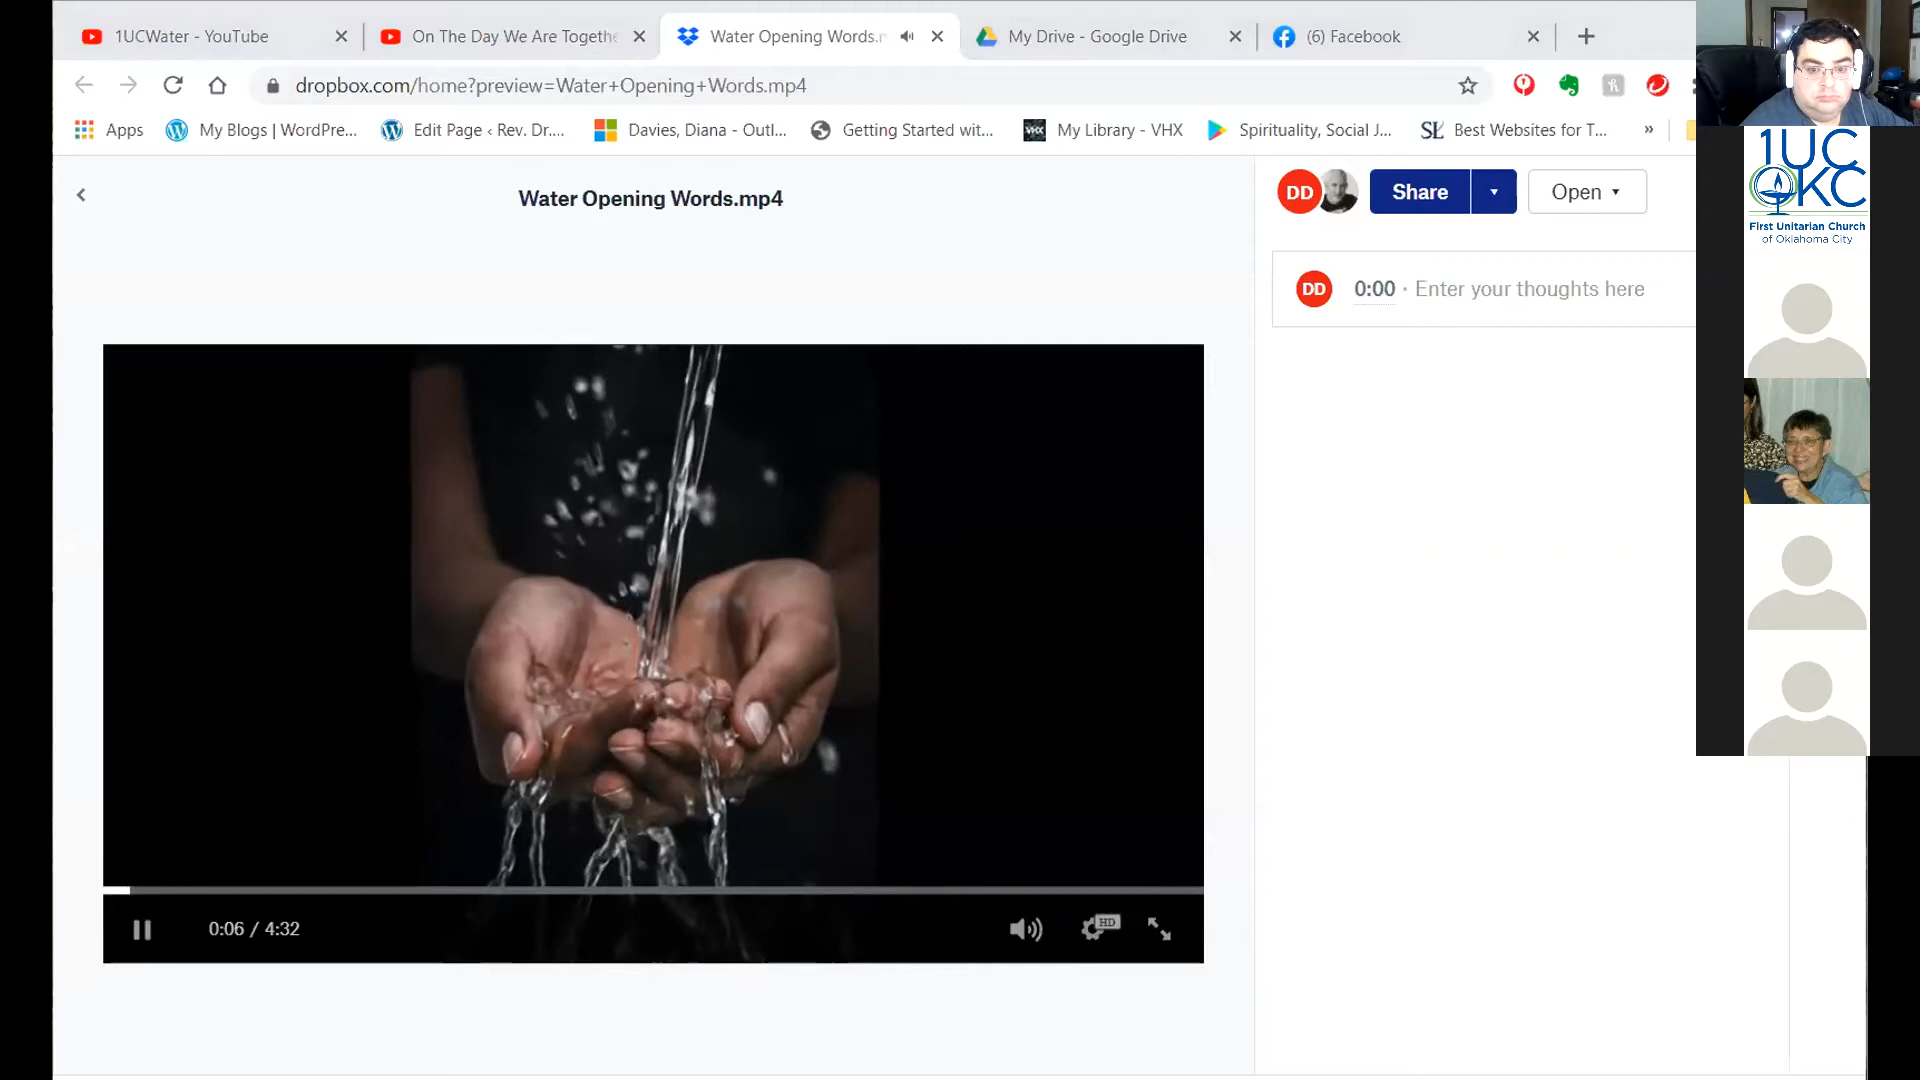 1UCWater - YouTube
On The Day We Are Togethe
Water Opening Words.m
My Drive - Google Drive
(6) Facebook
dropbox.com/home?preview=Water+Opening+Words.mp4
Apps
My Blogs | WordPre...
Edit Page ‹ Rev. Dr....
Davies, Diana - Outl...
Getting Started wit...
VHX
My Library - VHX
Spirituality, Social J...
SL
Best Websites for T...
»
Water Opening Words.mp4
DD
Share
Open
DD
0:00 · Enter your thoughts here
0:06 / 4:32
HD
1UC
OKC
First Unitarian Church
of Oklahoma City